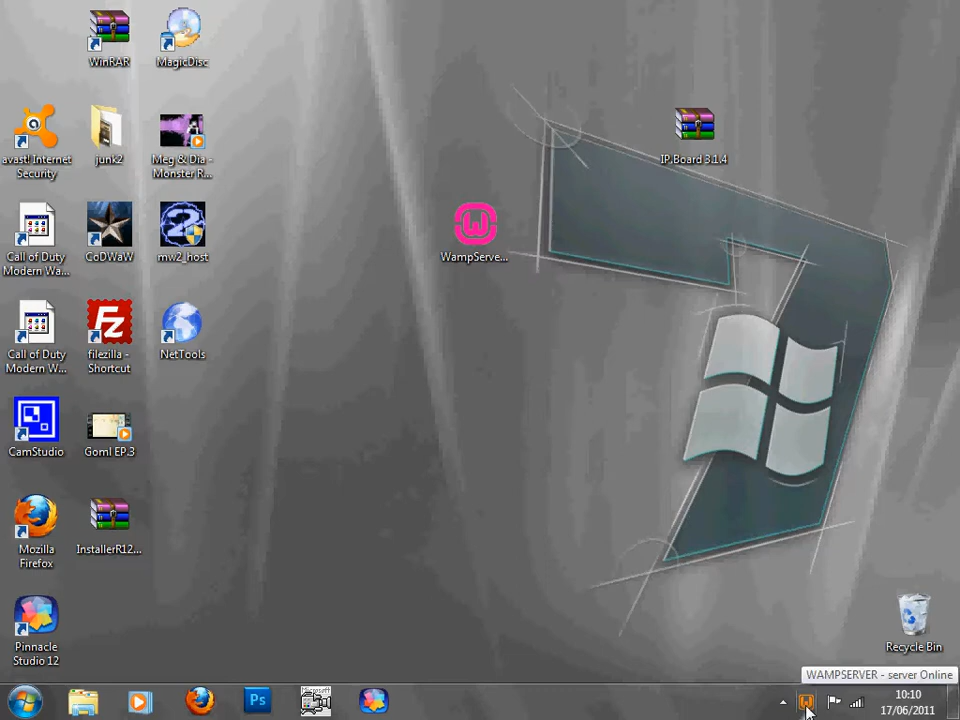 WinRAR
MagicDisc
avast! Internet
Security
junk2
Meg & Dia -
Monster R...
IP.Board 3.1.4
Call of Duty
Modern Wa...
CoDWaW
mw2_host
WampServe...
Call of Duty
Modern W...
filezilla -
Shortcut
NetTools
CamStudio
Goml EP.3
Mozilla
Firefox
InstallerR12...
Pinnacle
Studio 12
Recycle Bin
WAMPSERVER - server Online
Ps
Microsoft
10:10
17/06/2011